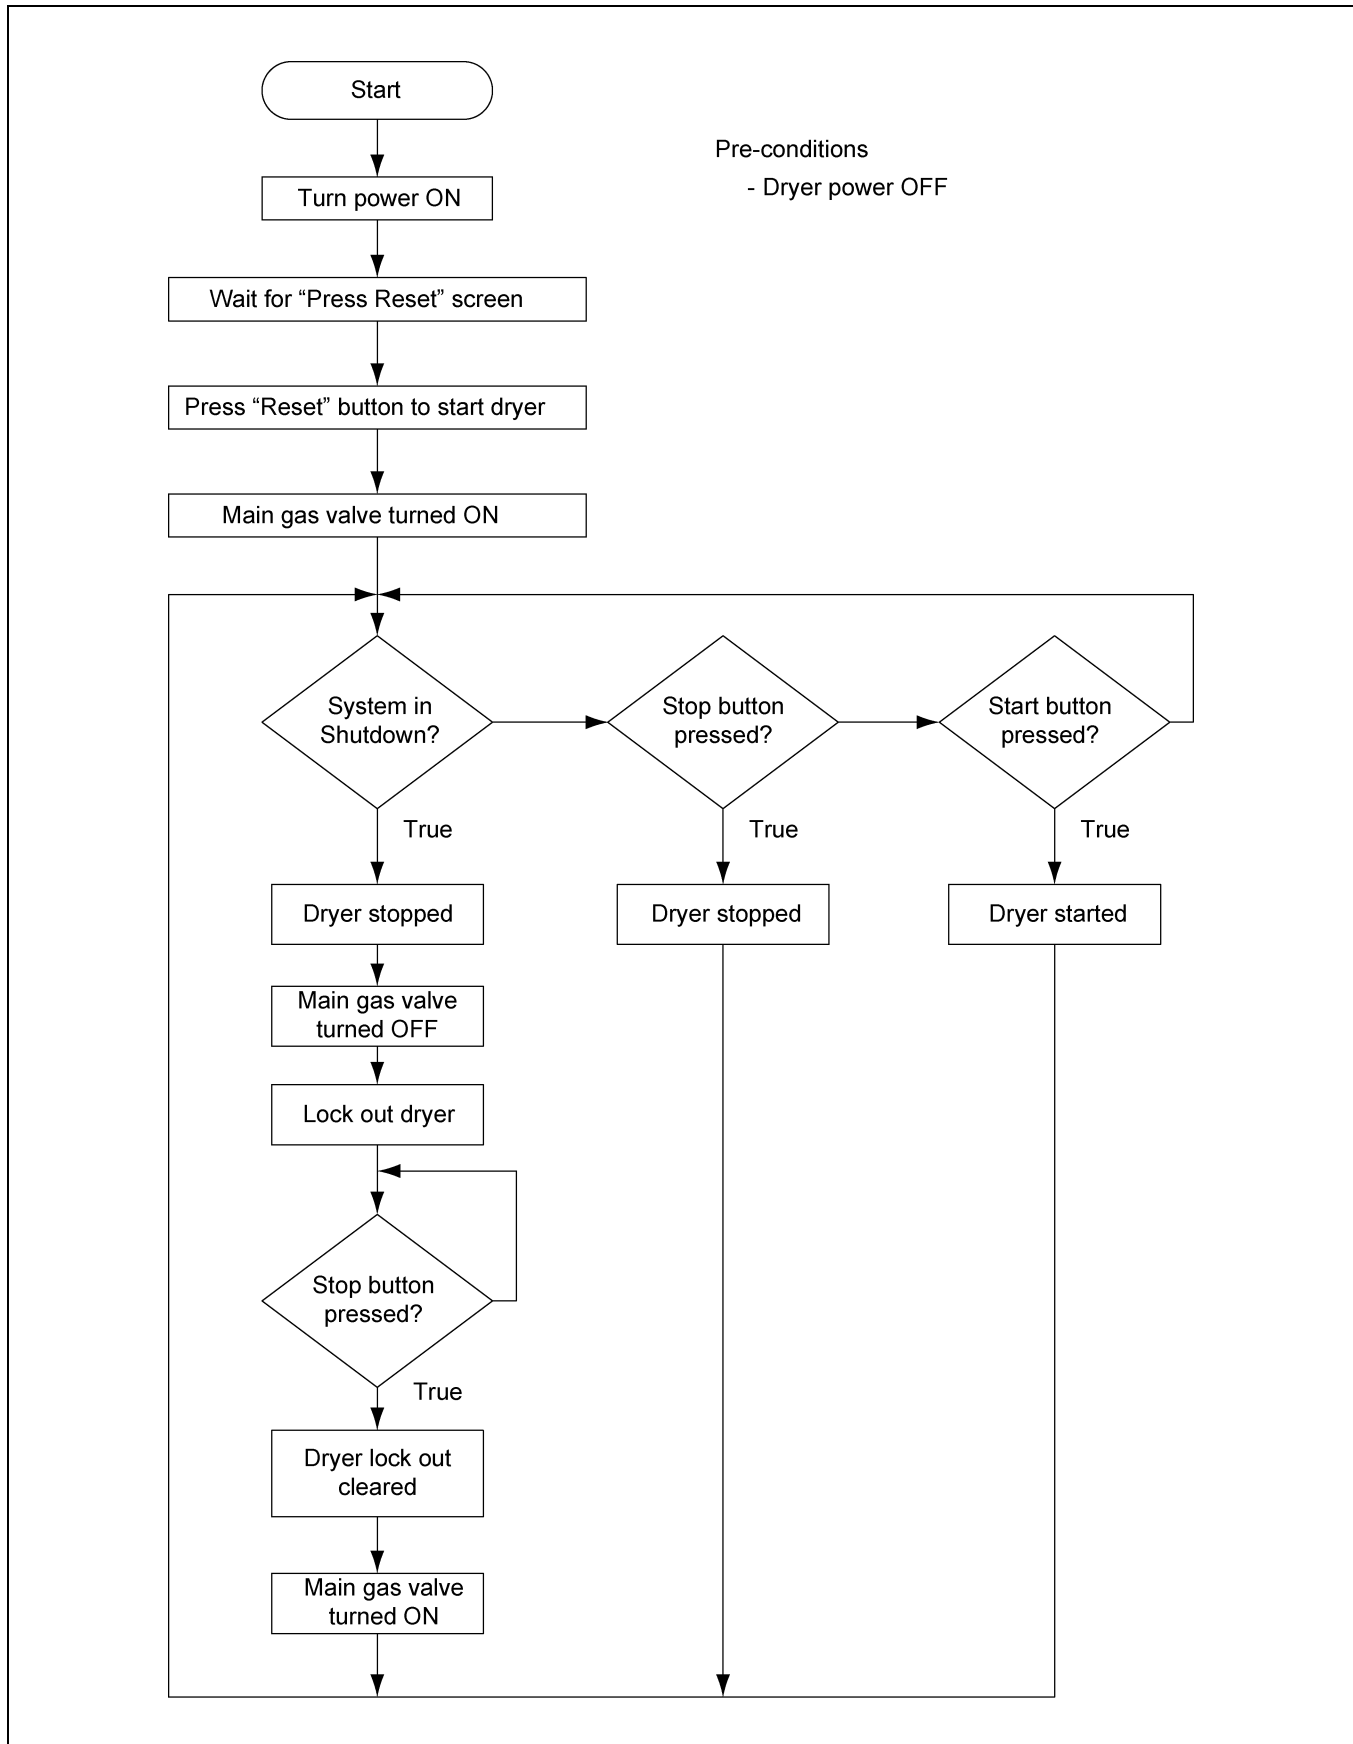 Start
Pre-conditions
- Dryer power OFF
Turn power ON
Wait for “Press Reset” screen
Press “Reset” button to start dryer
Main gas valve turned ON
System in
Shutdown?
Stop button
pressed?
Start button
pressed?
True
True
True
Dryer stopped
Dryer stopped
Dryer started
Main gas valve
turned OFF
Lock out dryer
Stop button
pressed?
True
Dryer lock out
cleared
Main gas valve
turned ON